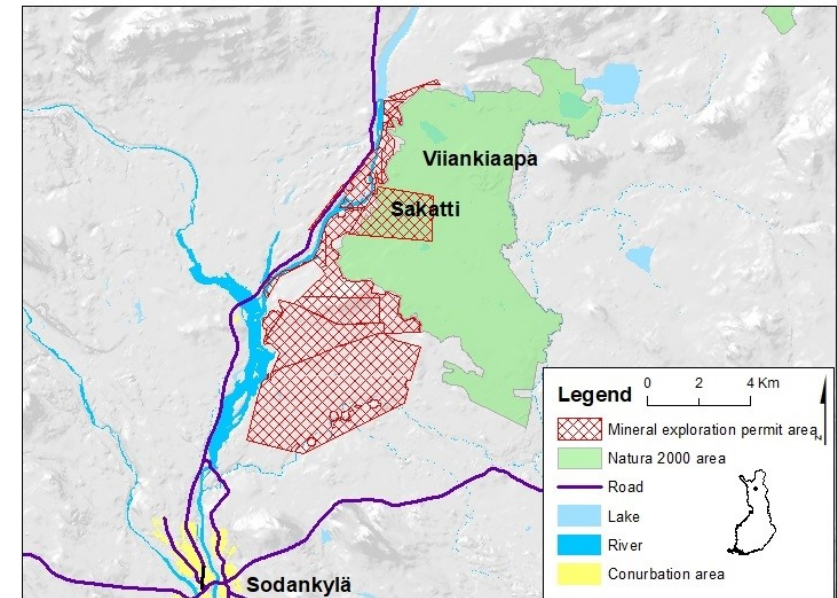 Viiankiaapa
Sakatti
Sodankylä
Legend
0 2 4 Km
Mineral exploration permit area
Natura 2000 area
Road
Lake
River
Conurbation area
N